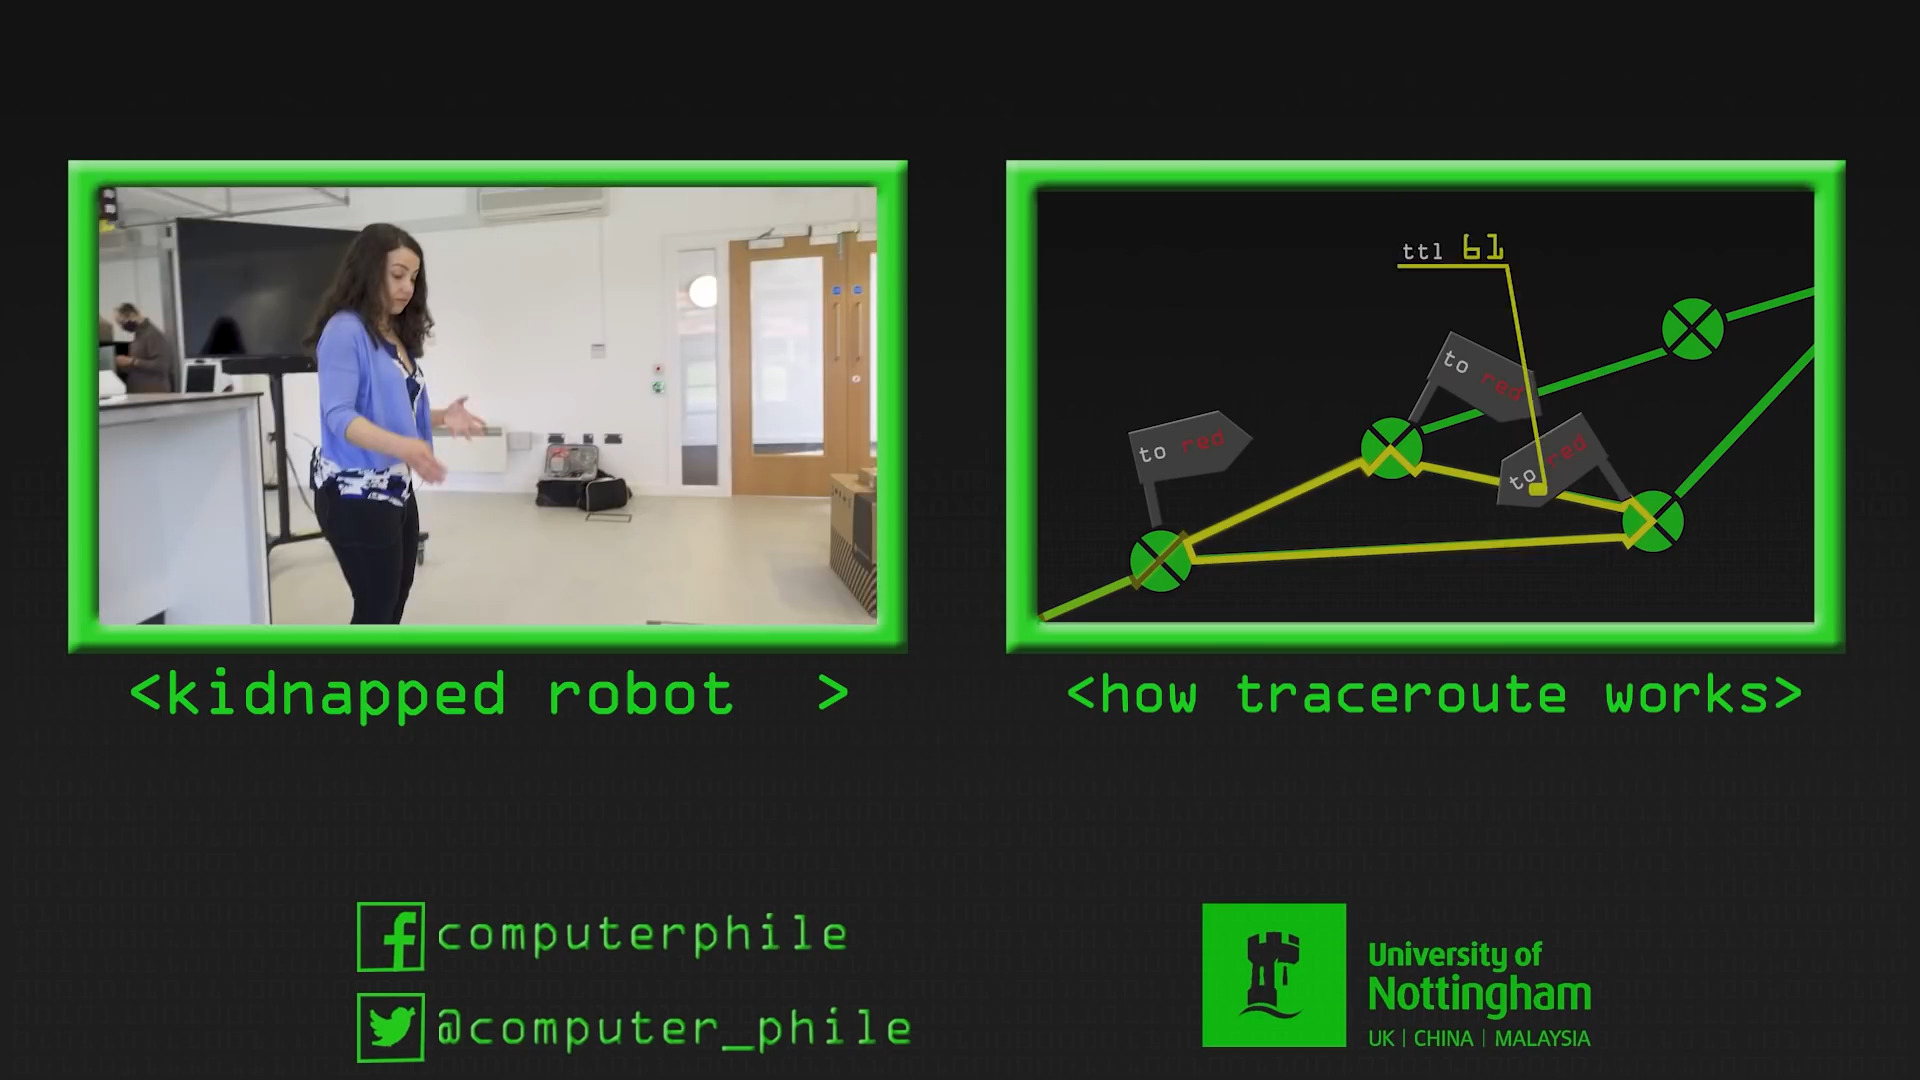 ttl 61
to red
to red
to red
<kidnapped robot >
<how traceroute works>
computerphile
@computer_phile
University of
Nottingham
UK | CHINA | MALAYSIA